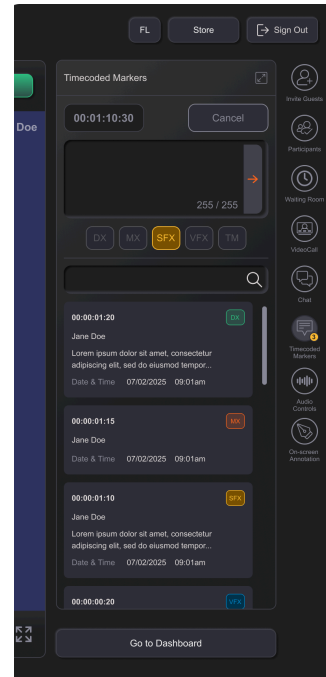 FL
Store
Sign Out
Timecoded Markers
Invite Guests
00:01:10:30
Cancel
Doe
Participants
255 / 255
Waiting Room
DX
MX
SFX
VFX
TM
VideoCall
Chat
00:00:01:20
DX
Jane Doe
Lorem ipsum dolor sit amet, consectetur
adipiscing elit, sed do eiusmod tempor...
Date & Time 07/02/2025 09:01am
3
Timecoded
Markers
Audio
Controls
00:00:01:15
MX
Jane Doe
Date & Time 07/02/2025 09:01am
On-screen
Annotation
00:00:01:10
SFX
Jane Doe
Lorem ipsum dolor sit amet, consectetur
adipiscing elit, sed do eiusmod tempor...
Date & Time 07/02/2025 09:01am
00:00:00:20
VFX
Go to Dashboard